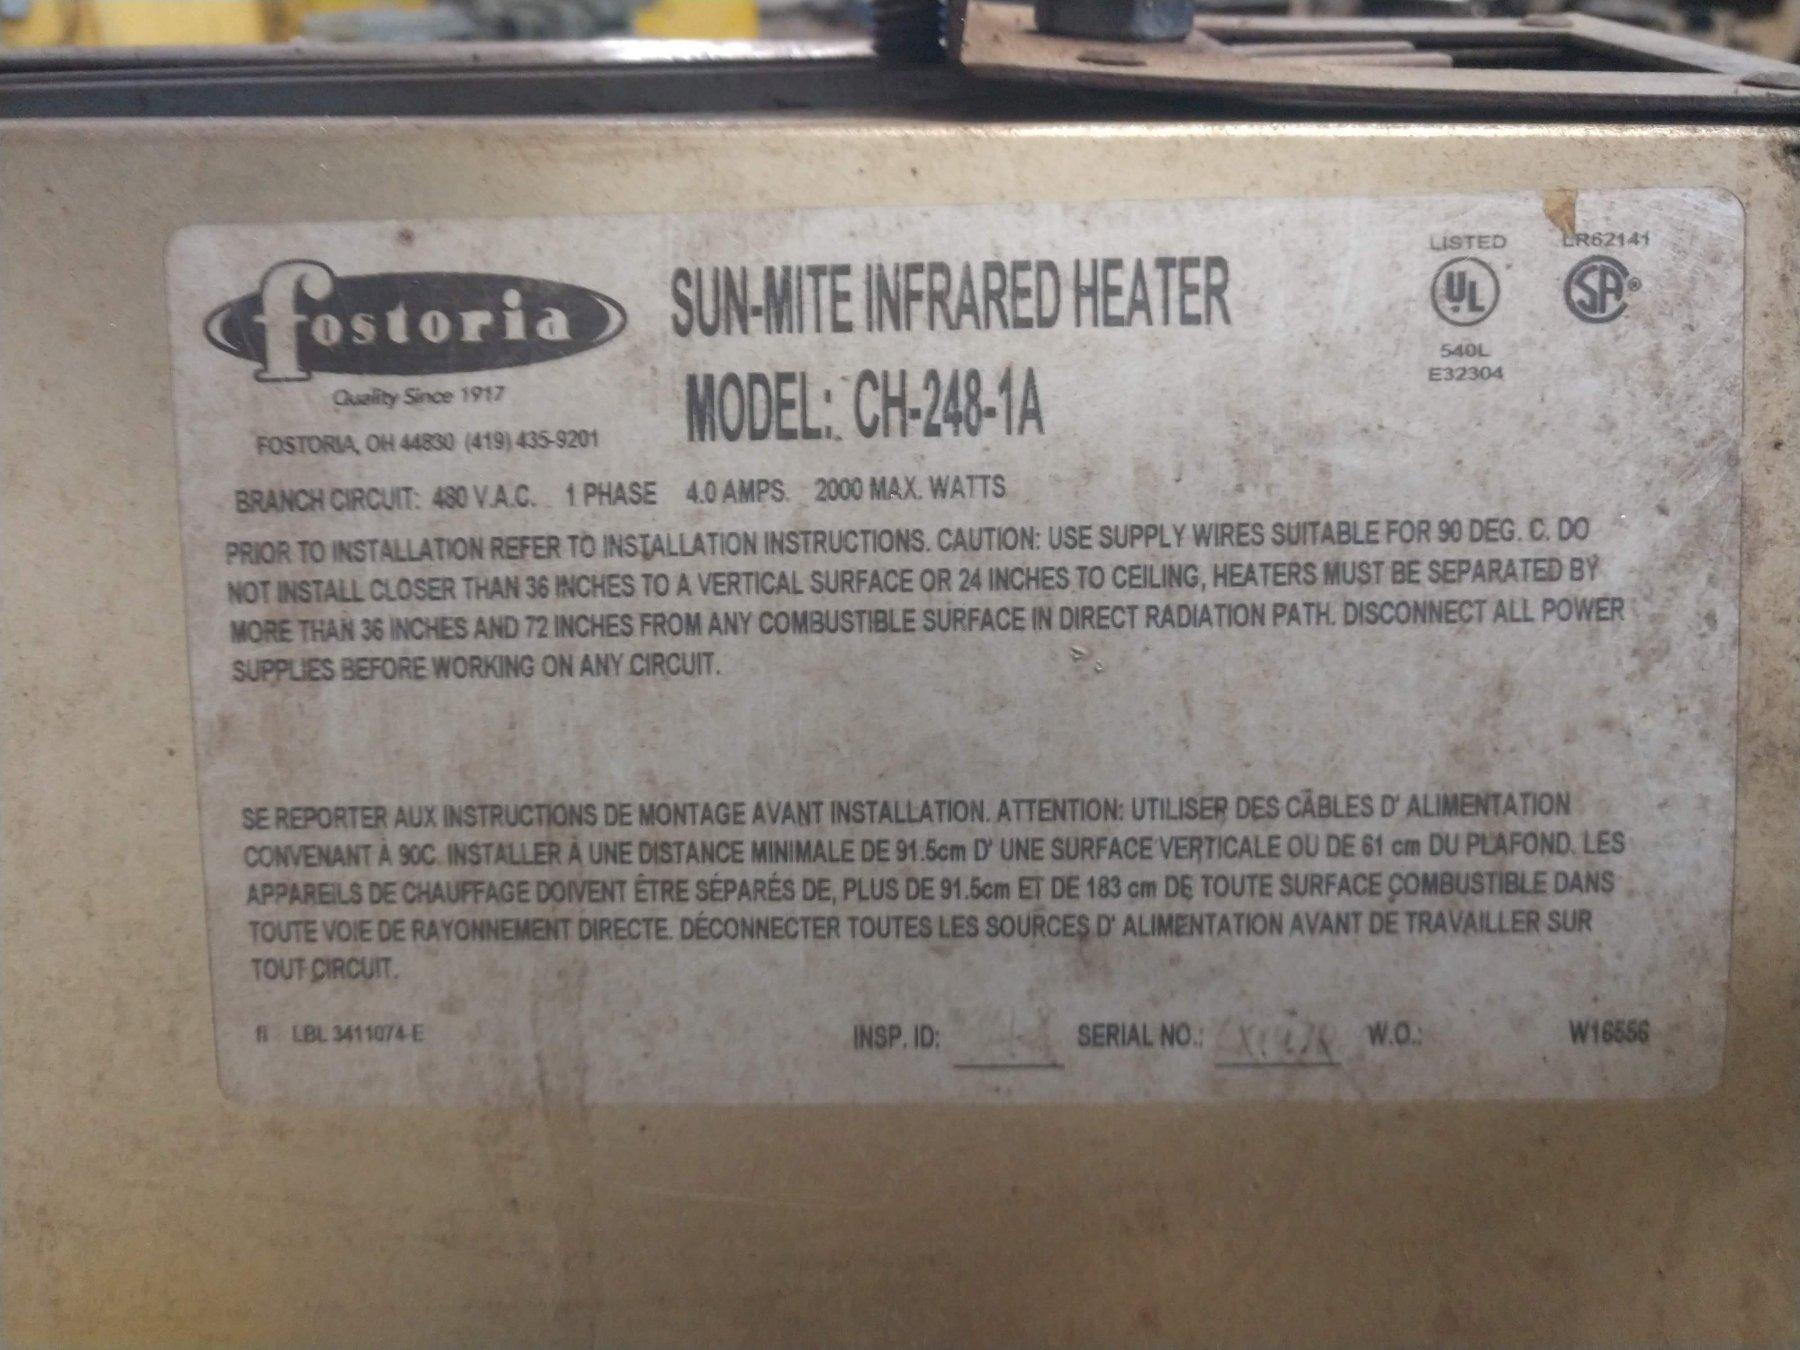 fostoria
Quality Since 1917
FOSTORIA, OH 44830 (419) 435-9201
SUN-MITE INFRARED HEATER
MODEL: CH-248-1A
LISTED
UL
540L
E32304
LR62141
SA®
BRANCH CIRCUIT: 480 V.A.C. 1 PHASE 4.0 AMPS. 2000 MAX. WATTS
PRIOR TO INSTALLATION REFER TO INSTALLATION INSTRUCTIONS. CAUTION: USE SUPPLY WIRES SUITABLE FOR 90 DEG. C. DO
NOT INSTALL CLOSER THAN 36 INCHES TO A VERTICAL SURFACE OR 24 INCHES TO CEILING, HEATERS MUST BE SEPARATED BY
MORE THAN 36 INCHES AND 72 INCHES FROM ANY COMBUSTIBLE SURFACE IN DIRECT RADIATION PATH. DISCONNECT ALL POWER
SUPPLIES BEFORE WORKING ON ANY CIRCUIT.
SE REPORTER AUX INSTRUCTIONS DE MONTAGE AVANT INSTALLATION. ATTENTION: UTILISER DES CÂBLES D' ALIMENTATION
CONVENANT À 90C. INSTALLER À UNE DISTANCE MINIMALE DE 91.5cm D' UNE SURFACE VERTICALE OU DE 61 cm DU PLAFOND. LES
APPAREILS DE CHAUFFAGE DOIVENT ÊTRE SÉPARÉS DE, PLUS DE 91.5cm ET DE 183 cm DE TOUTE SURFACE COMBUSTIBLE DANS
TOUTE VOIE DE RAYONNEMENT DIRECTE. DÉCONNECTER TOUTES LES SOURCES D' ALIMENTATION AVANT DE TRAVAILLER SUR
TOUT CIRCUIT.
LBL 3411074-E INSP. ID: SERIAL NO.: W.O.: W16556